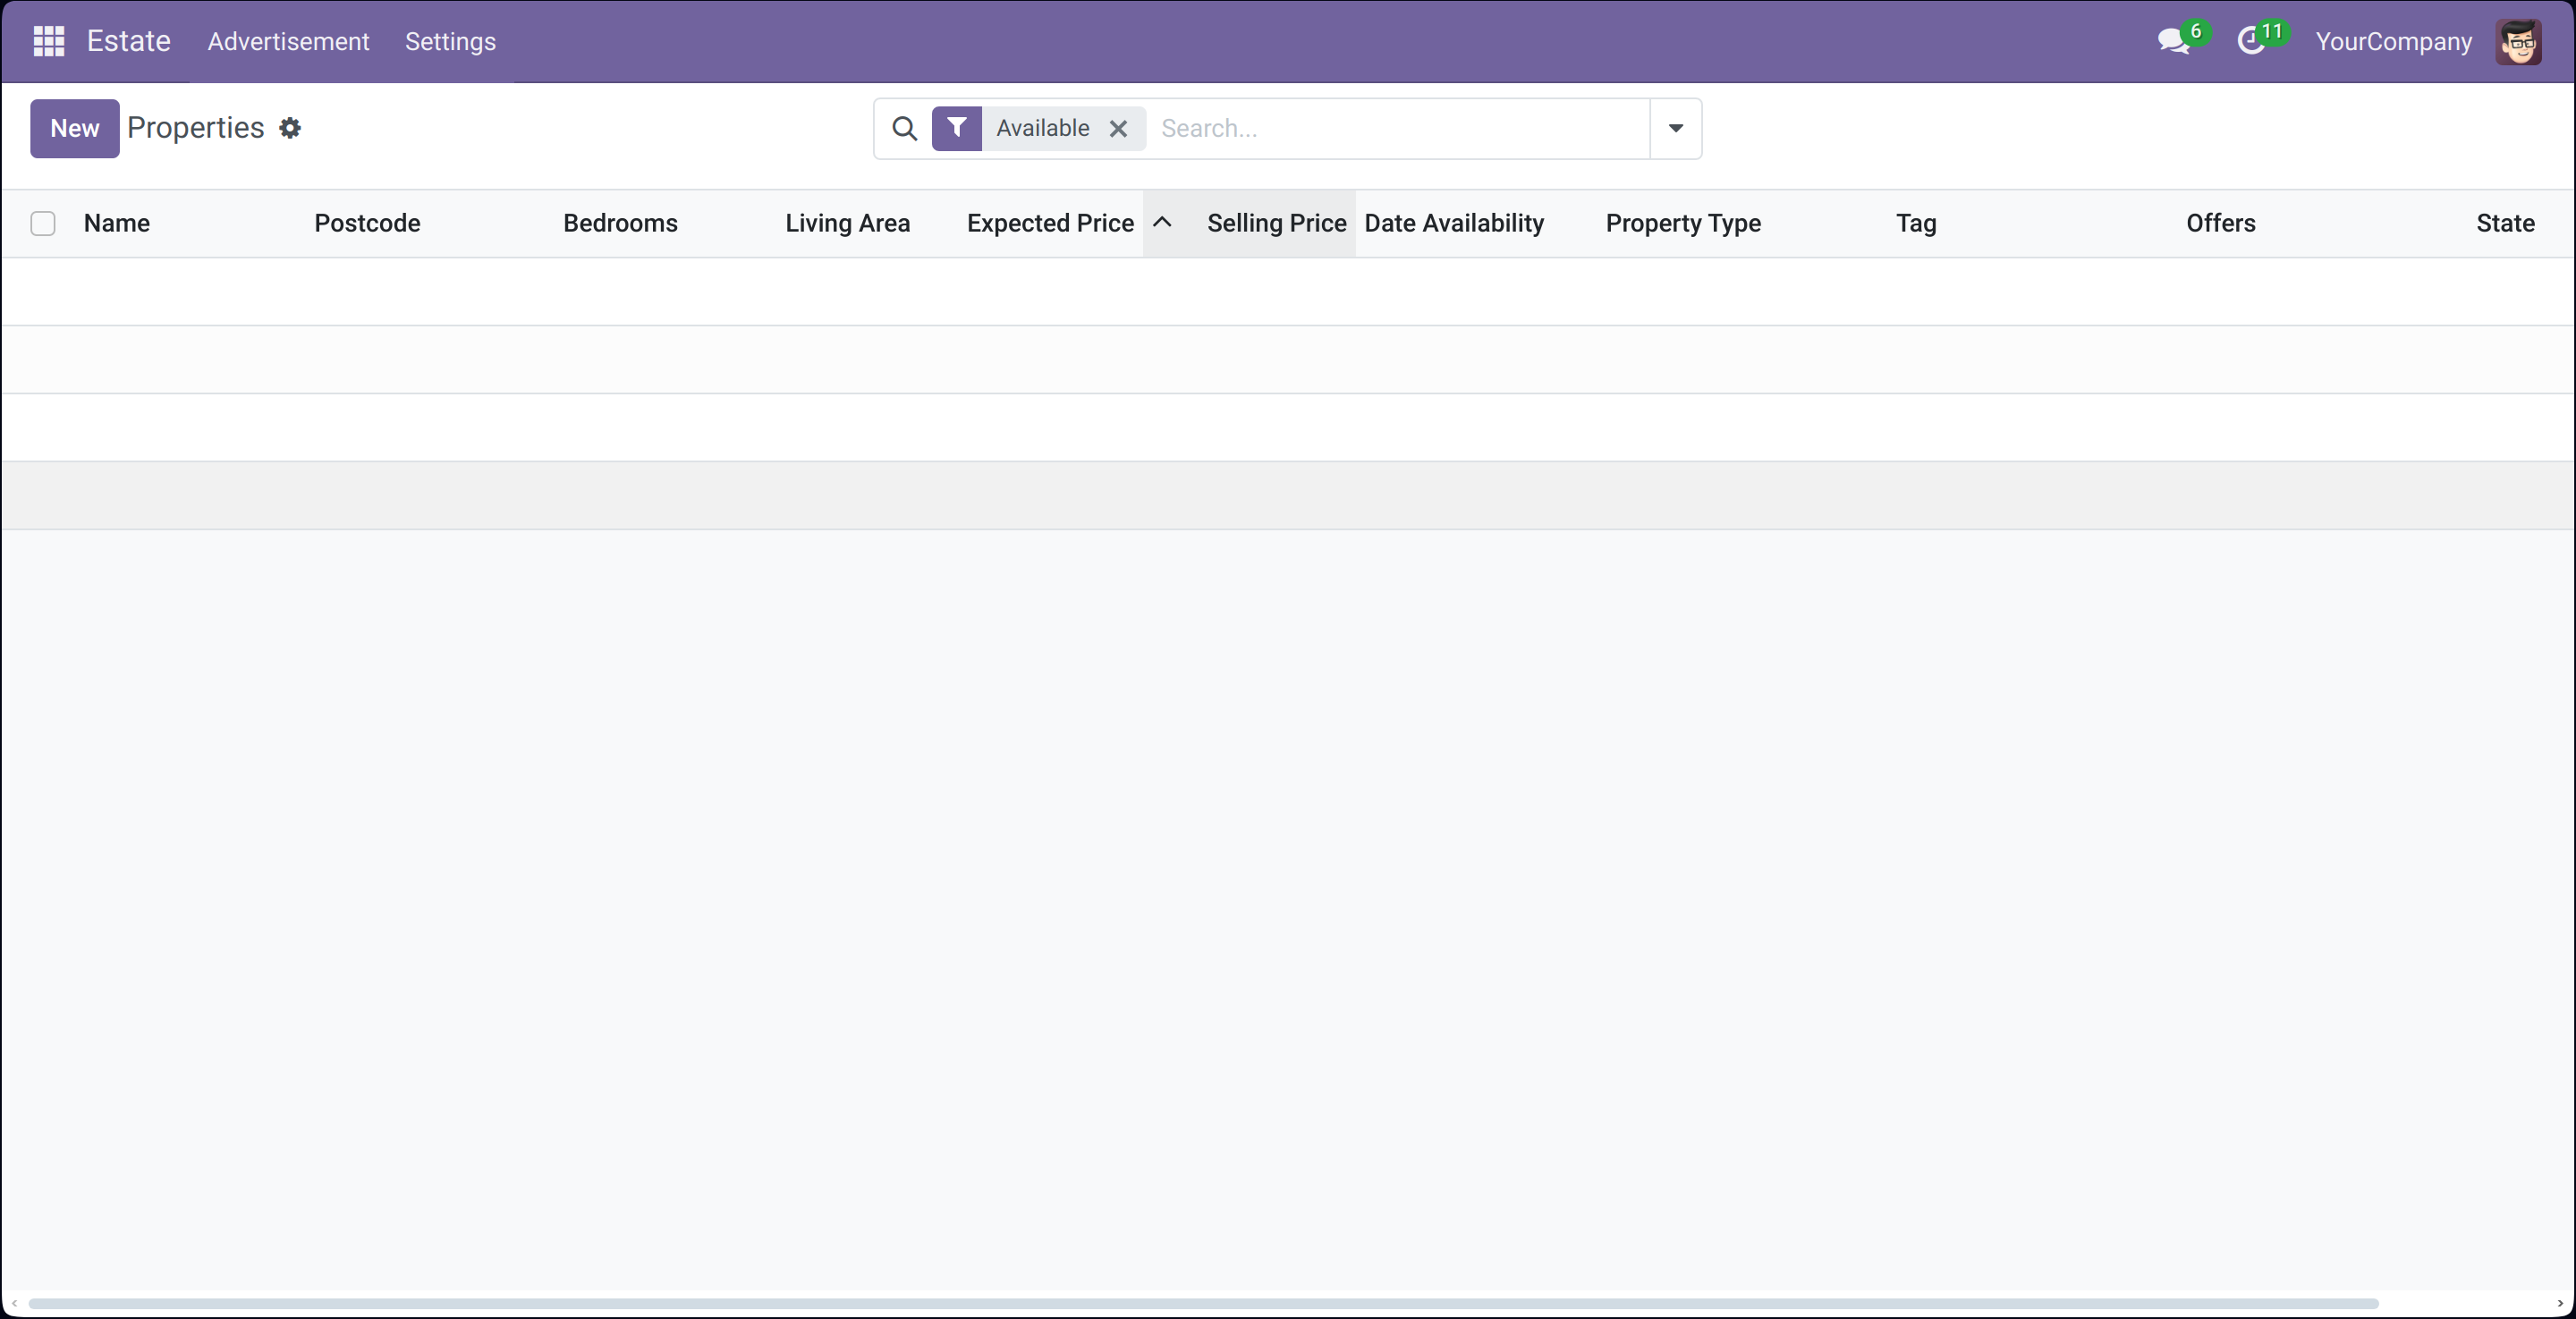 Estate Advertisement Settings 6 11 YourCompany
New Properties Available Search...
Name Postcode Bedrooms Living Area Expected Price Selling Price Date Availability Property Type Tag Offers State